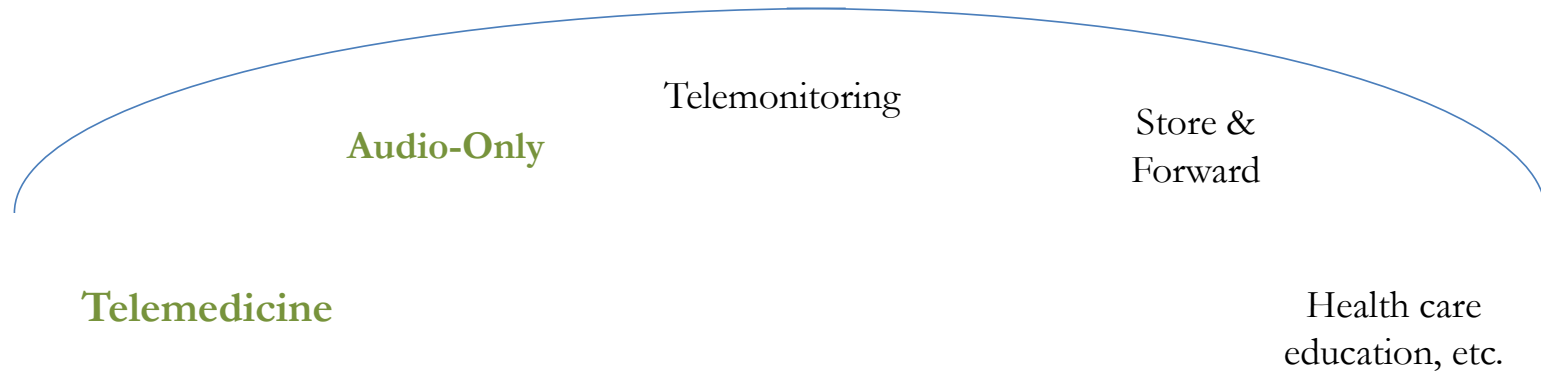 Telemonitoring
Audio-Only
Store &
Forward
Telemedicine
Health care
education, etc.